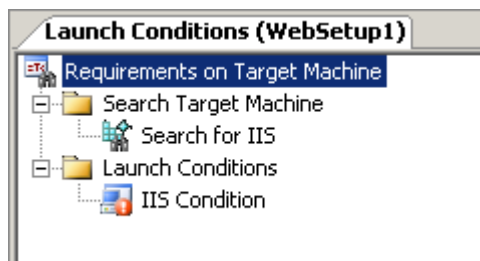 Launch Conditions (WebSetup1)
Requirements on Target Machine
Search Target Machine
Search for IIS
Launch Conditions
IIS Condition